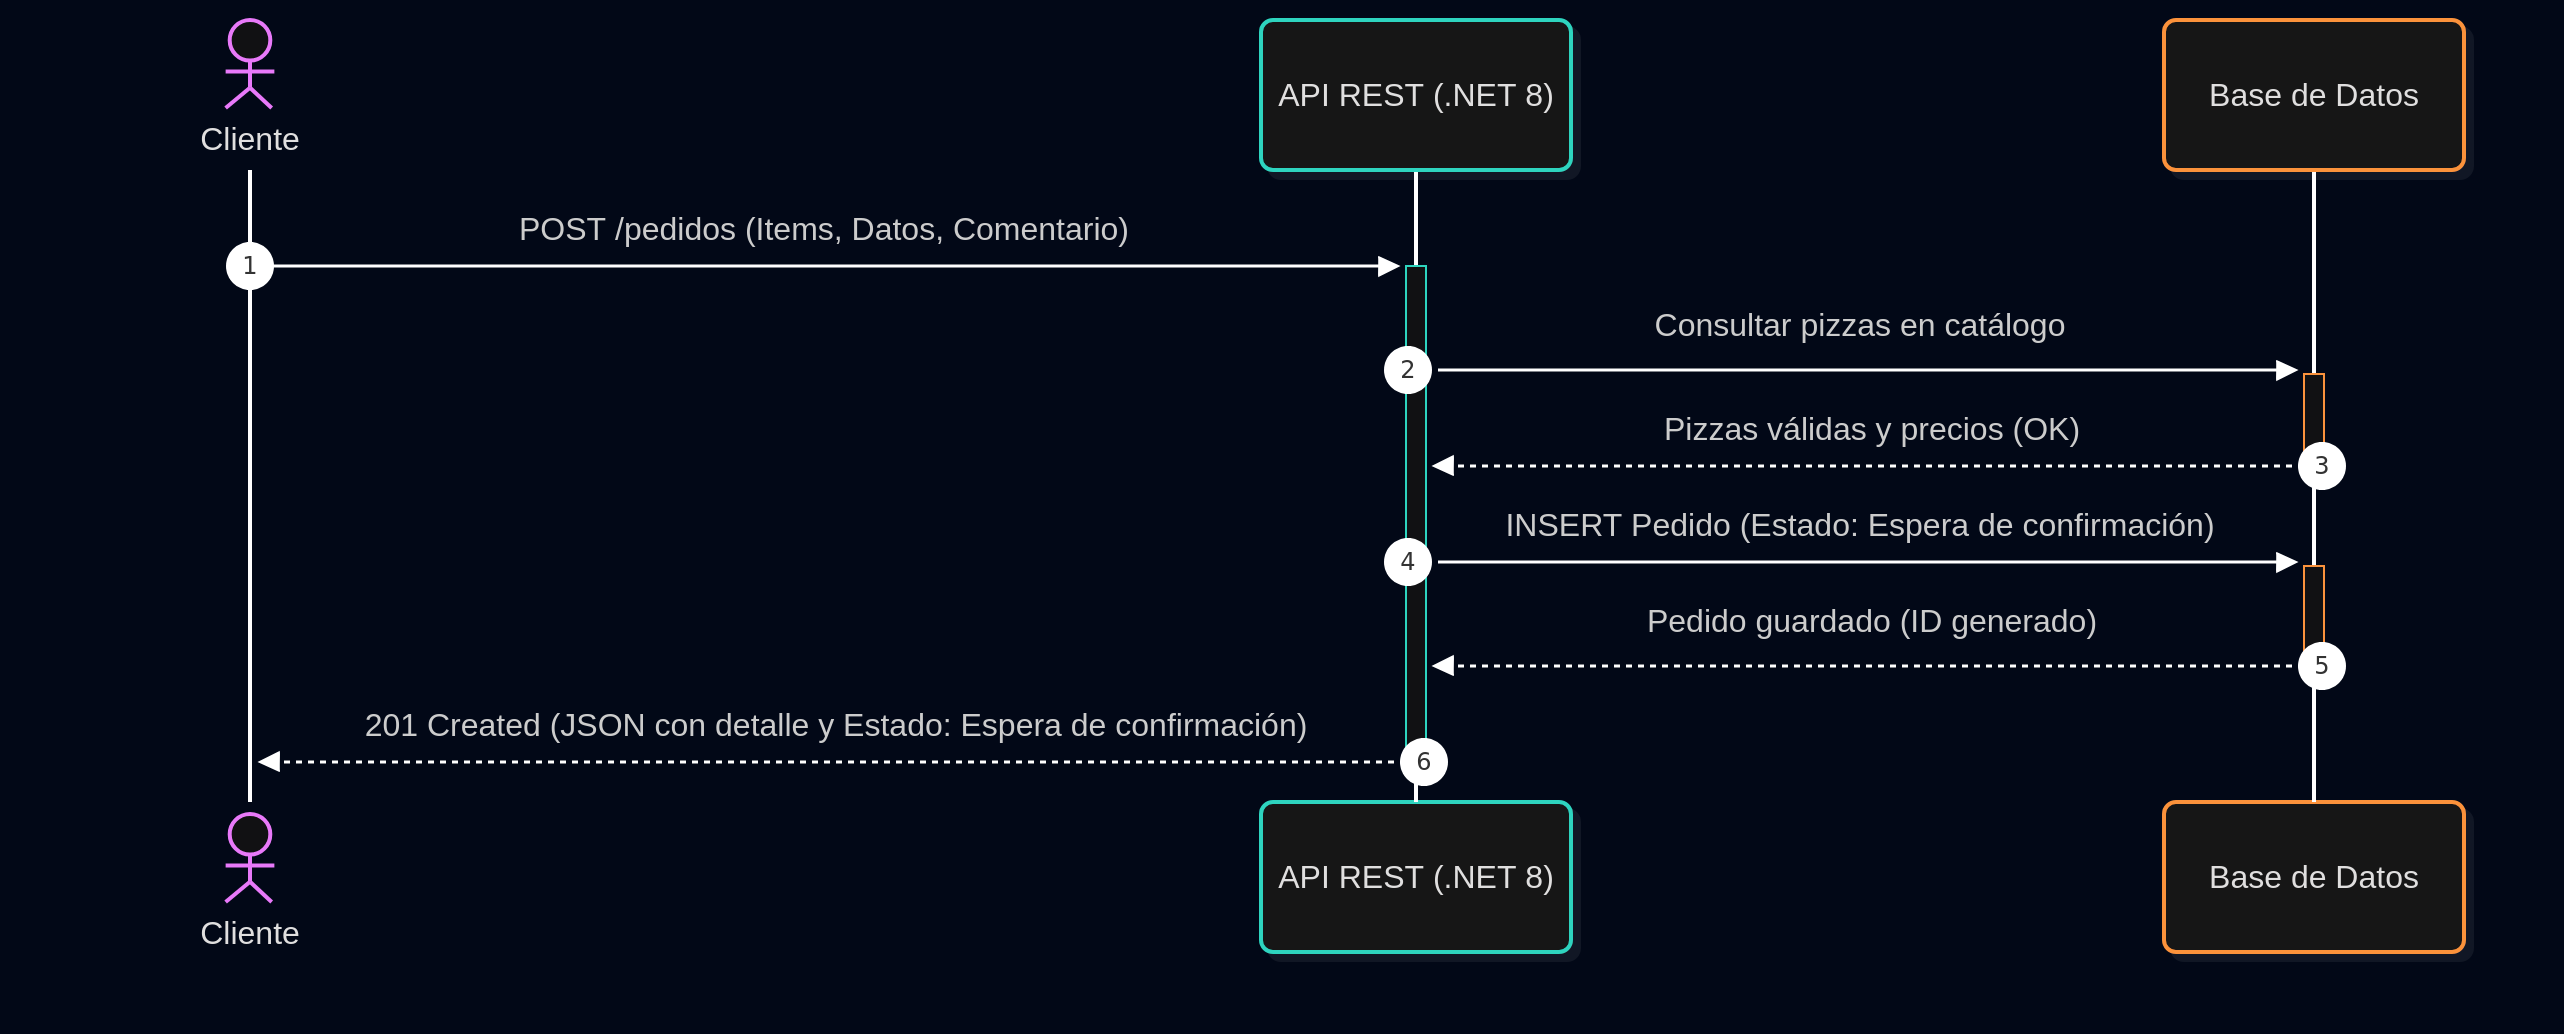 Cliente
API REST (.NET 8)
Base de Datos
POST /pedidos (Items, Datos, Comentario)
1
Consultar pizzas en catálogo
2
Pizzas válidas y precios (OK)
3
INSERT Pedido (Estado: Espera de confirmación)
4
Pedido guardado (ID generado)
5
201 Created (JSON con detalle y Estado: Espera de confirmación)
6
Cliente
API REST (.NET 8)
Base de Datos